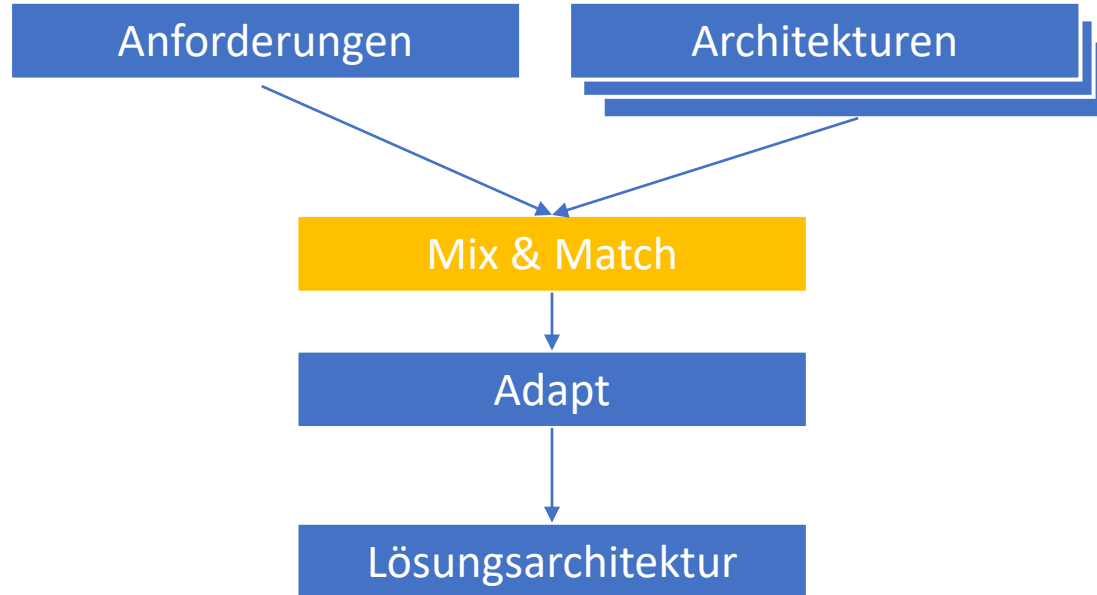 Anforderungen
Architekturen
Mix & Match
Adapt
Lösungsarchitektur